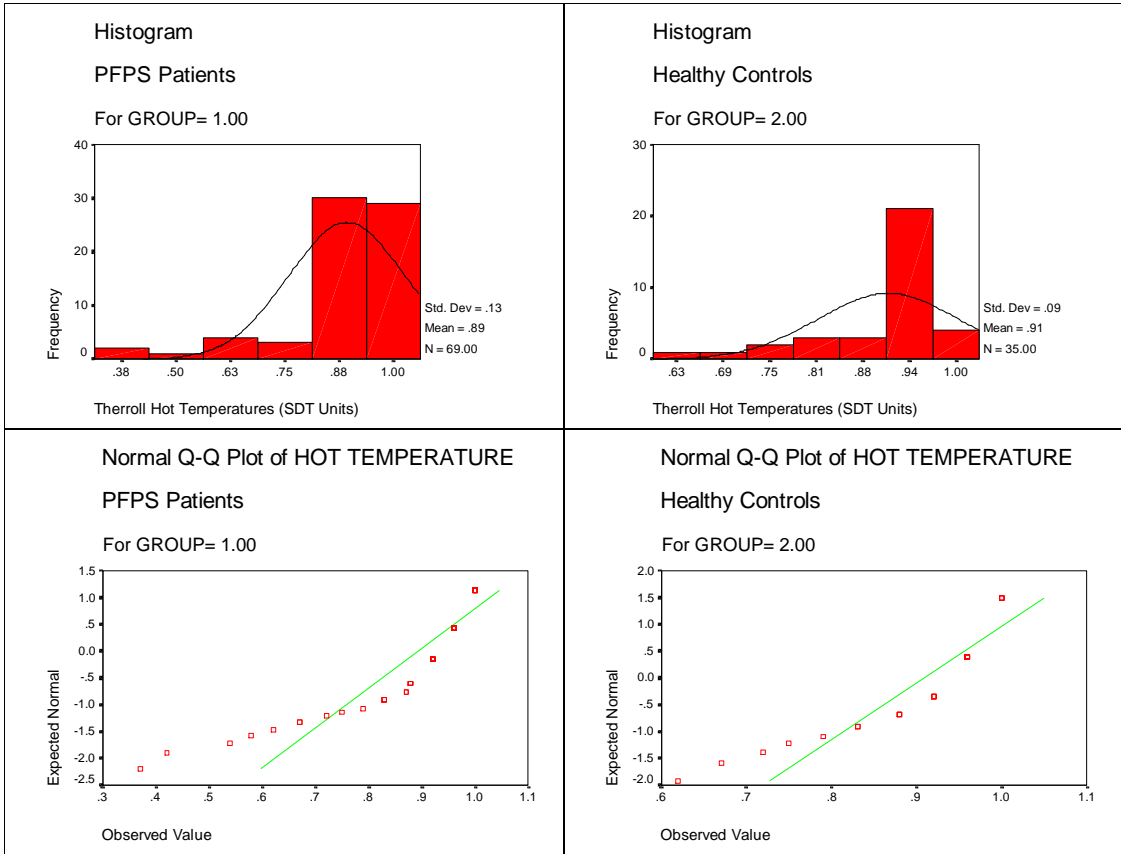 Histogram
PFPS Patients
For GROUP= 1.00
40
30
20
10
0
Frequency
.38 .50 .63 .75 .88 1.00
Std. Dev = .13
Mean = .89
N = 69.00
Therroll Hot Temperatures (SDT Units)
Histogram
Healthy Controls
For GROUP= 2.00
30
20
10
0
Frequency
.63 .69 .75 .81 .88 .94 1.00
Std. Dev = .09
Mean = .91
N = 35.00
Therroll Hot Temperatures (SDT Units)
Normal Q-Q Plot of HOT TEMPERATURE
PFPS Patients
For GROUP= 1.00
1.5
1.0
.5
0.0
-.5
-1.0
-1.5
-2.0
-2.5
Expected Normal
.3 .4 .5 .6 .7 .8 .9 1.0 1.1
Observed Value
Normal Q-Q Plot of HOT TEMPERATURE
Healthy Controls
For GROUP= 2.00
2.0
1.5
1.0
.5
0.0
-.5
-1.0
-1.5
-2.0
Expected Normal
.6 .7 .8 .9 1.0 1.1
Observed Value